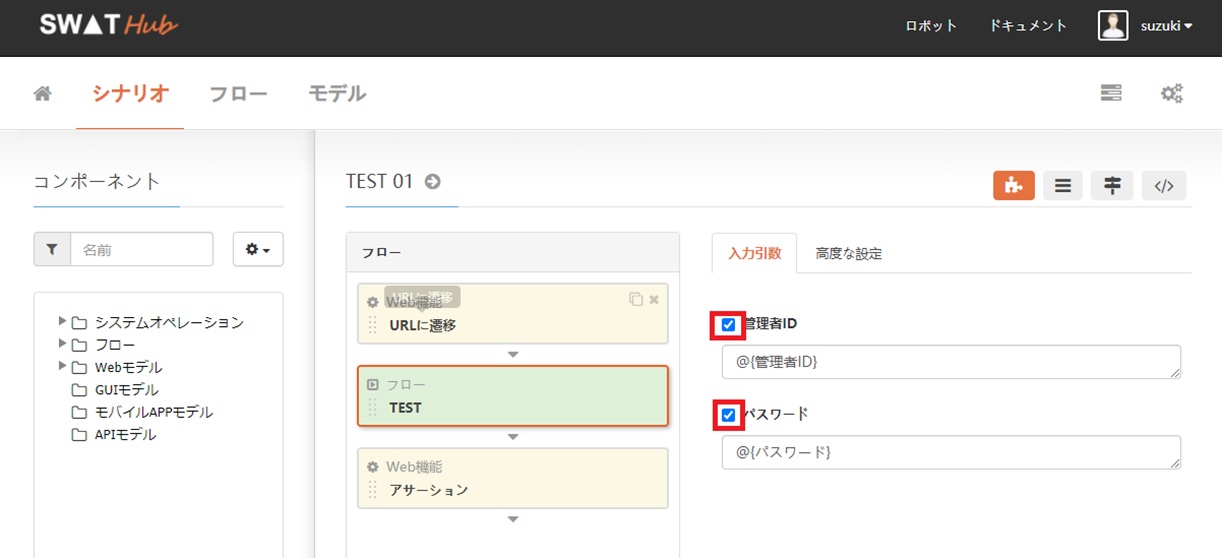 SWAT Hub
ロボット ドキュメント suzuki
シナリオ フロー モデル
コンポーネント
名前
システムオペレーション
フロー
Webモデル
GUIモデル
モバイルAPPモデル
APIモデル
TEST 01
フロー
Web機能
URLに遷移
URLに遷移
フロー
TEST
Web機能
アサーション
入力引数 高度な設定
管理者ID
@{管理者ID}
パスワード
@{パスワード}